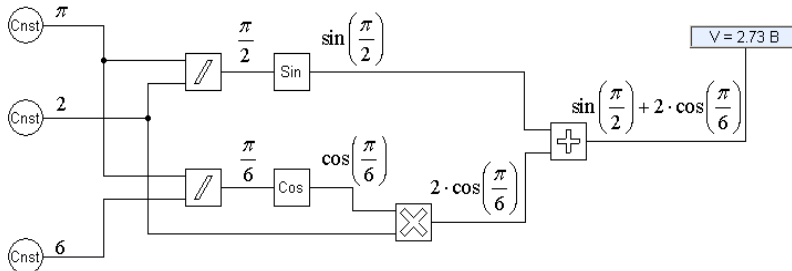 Cnst π
π/2
sin(π/2)
V = 2.73 B
Sin
Cnst 2
sin(π/2) + 2 · cos(π/6)
π/6
cos(π/6)
2 · cos(π/6)
Cos
Cnst 6